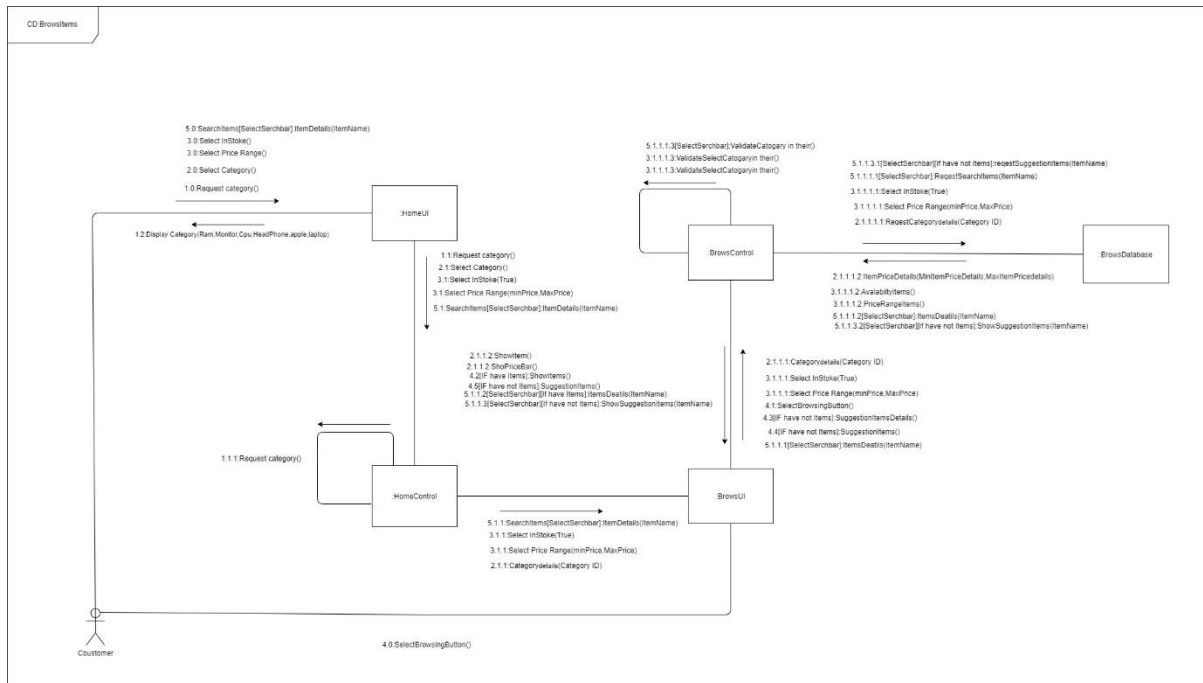 CD:BrowsItems
5.0:SearchItems[SelectSerchbar]:ItemDetails(ItemName)
3.0:Select InStoke()
3.0:Select Price Range()
2.0:Select Category()
1.0:Request category()
1.2:Display Category(Ram,Monitor,Cpu,HeadPhone,apple,laptop)
:HomeUI
1.1:Request category()
2.1:Select Category()
3.1:Select InStoke(True)
3.1:Select Price Range(minPrice,MaxPrice)
5.1:SearchItems[SelectSerchbar]:ItemDetails(ItemName)
5.1.1.1.3[SelectSerchbar]:ValidateCatogary in their()
3.1.1.1.3:ValidateSelectCatogaryin their()
3.1.1.1.3:ValidateSelectCatogaryin their()
:BrowsControl
5.1.1.3.1[SelectSerchbar][If have not Items]:reqestSuggestionItems(ItemName)
5.1.1.1.1[SelectSerchbar]:ReqestSearchItems(ItemName)
3.1.1.1.1:Select InStoke(True)
3.1.1.1.1:Select Price Range(minPrice,MaxPrice)
2.1.1.1.1:ReqestCategorydetails(Category ID)
:BrowsDatabase
2.1.1.1.2:ItemPriceDetails(MinItemPriceDetails,MaxItemPricedetails)
3.1.1.1.2:AvalabityItems()
3.1.1.1.2:PriceRangeItems()
5.1.1.1.2[SelectSerchbar]:ItemsDeatils(ItemName)
5.1.1.3.2[SelectSerchbar][If have not Items]:ShowSuggestionItems(ItemName)
2.1.1.2:ShowItem()
2.1.1.2:ShoPriceBar()
4.2[IF have Items]:ShowItems()
4.5[IF have not Items]:SuggestionItems()
5.1.1.2[SelectSerchbar][If have Items]:ItemsDeatils(ItemName)
5.1.1.3[SelectSerchbar][If have not Items]:ShowSuggestionItems(ItemName)
2.1.1.1:Categorydetails(Category ID)
3.1.1.1:Select InStoke(True)
3.1.1.1:Select Price Range(minPrice,MaxPrice)
4.1:SelectBrowsingButton()
4.3[IF have not Items]:SuggestionItemsDetails()
4.4[IF have not Items]:SuggestionItems()
5.1.1.1[SelectSerchbar]:ItemsDeatils(ItemName)
1.1.1:Request category()
:HomeControl
:BrowsUI
5.1.1:SearchItems[SelectSerchbar]:ItemDetails(ItemName)
3.1.1:Select InStoke(True)
3.1.1:Select Price Range(minPrice,MaxPrice)
2.1.1:Categorydetails(Category ID)
Coustomer
4.0:SelectBrowsingButton()